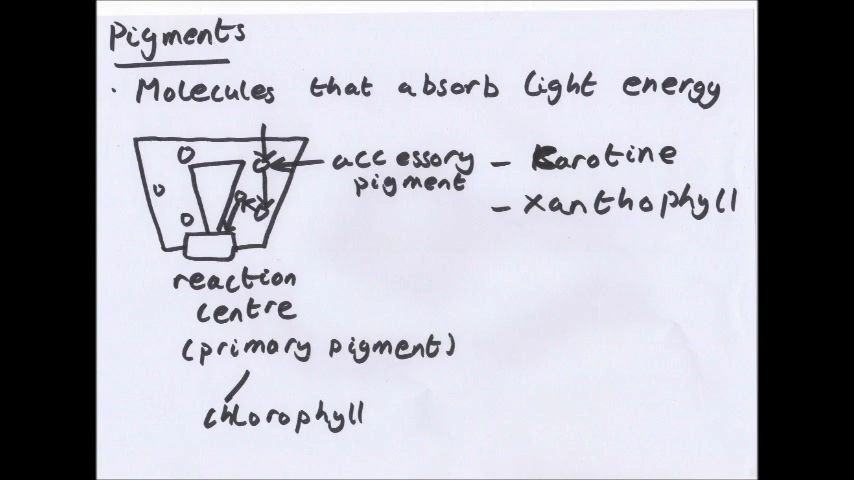 Pigments
· Molecules that absorb light energy
accessory pigment
- Karotine
- Xanthophyll
reaction
centre
(primary pigment)
chlorophyll